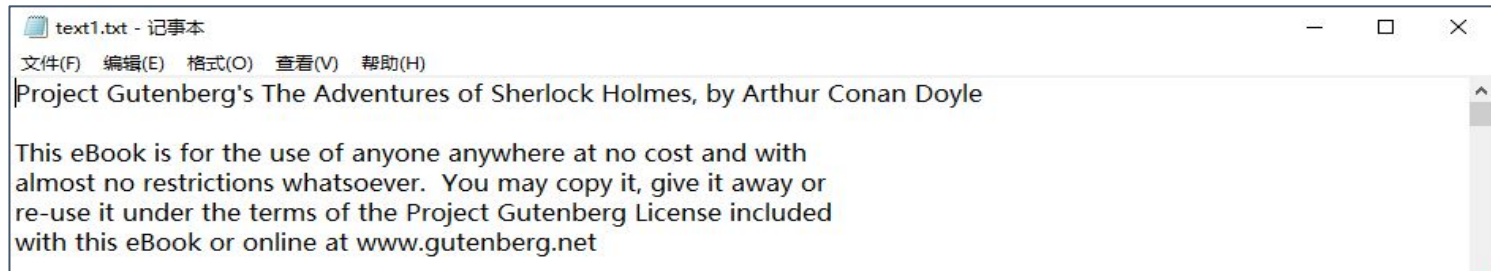 text1.txt - 记事本
文件(F) 编辑(E) 格式(O) 查看(V) 帮助(H)
Project Gutenberg's The Adventures of Sherlock Holmes, by Arthur Conan Doyle
This eBook is for the use of anyone anywhere at no cost and with
almost no restrictions whatsoever.  You may copy it, give it away or
re-use it under the terms of the Project Gutenberg License included
with this eBook or online at www.gutenberg.net